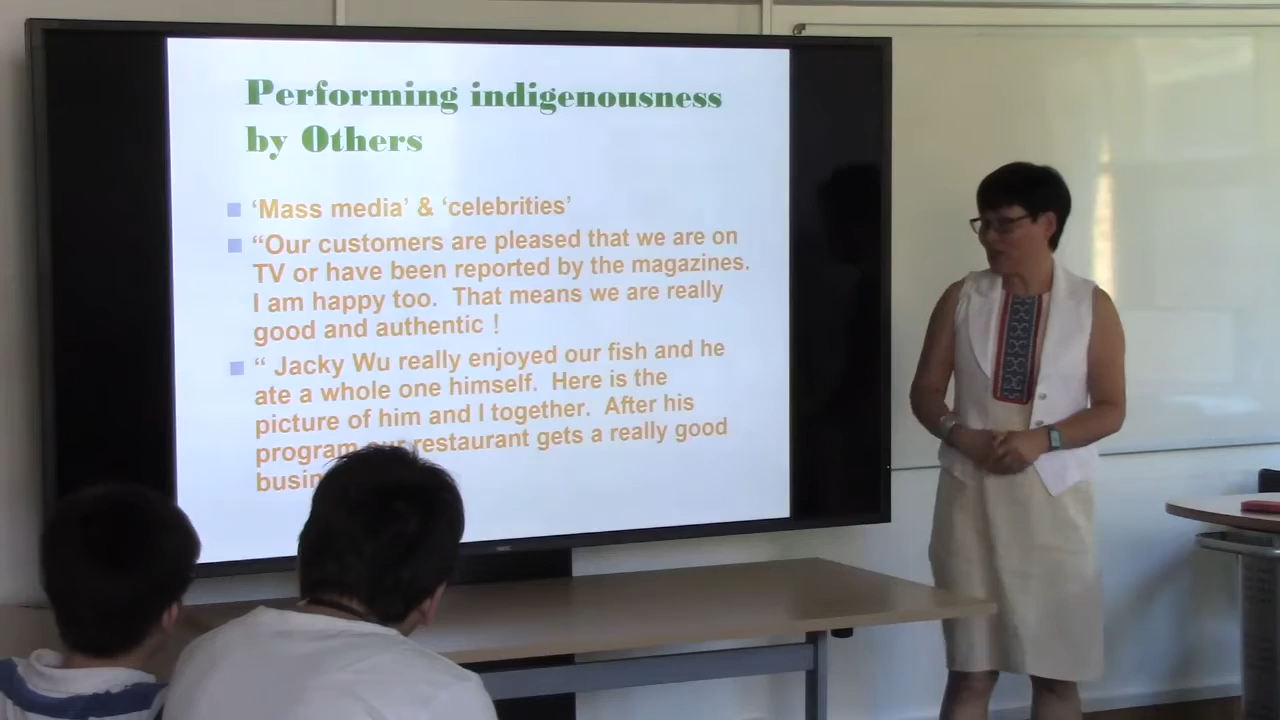 Performing indigenousness
by Others
‘Mass media’ & ‘celebrities’
“Our customers are pleased that we are on
TV or have been reported by the magazines.
I am happy too. That means we are really
good and authentic！
“ Jacky Wu really enjoyed our fish and he
ate a whole one himself. Here is the
picture of him and I together. After his
program our restaurant gets a really good